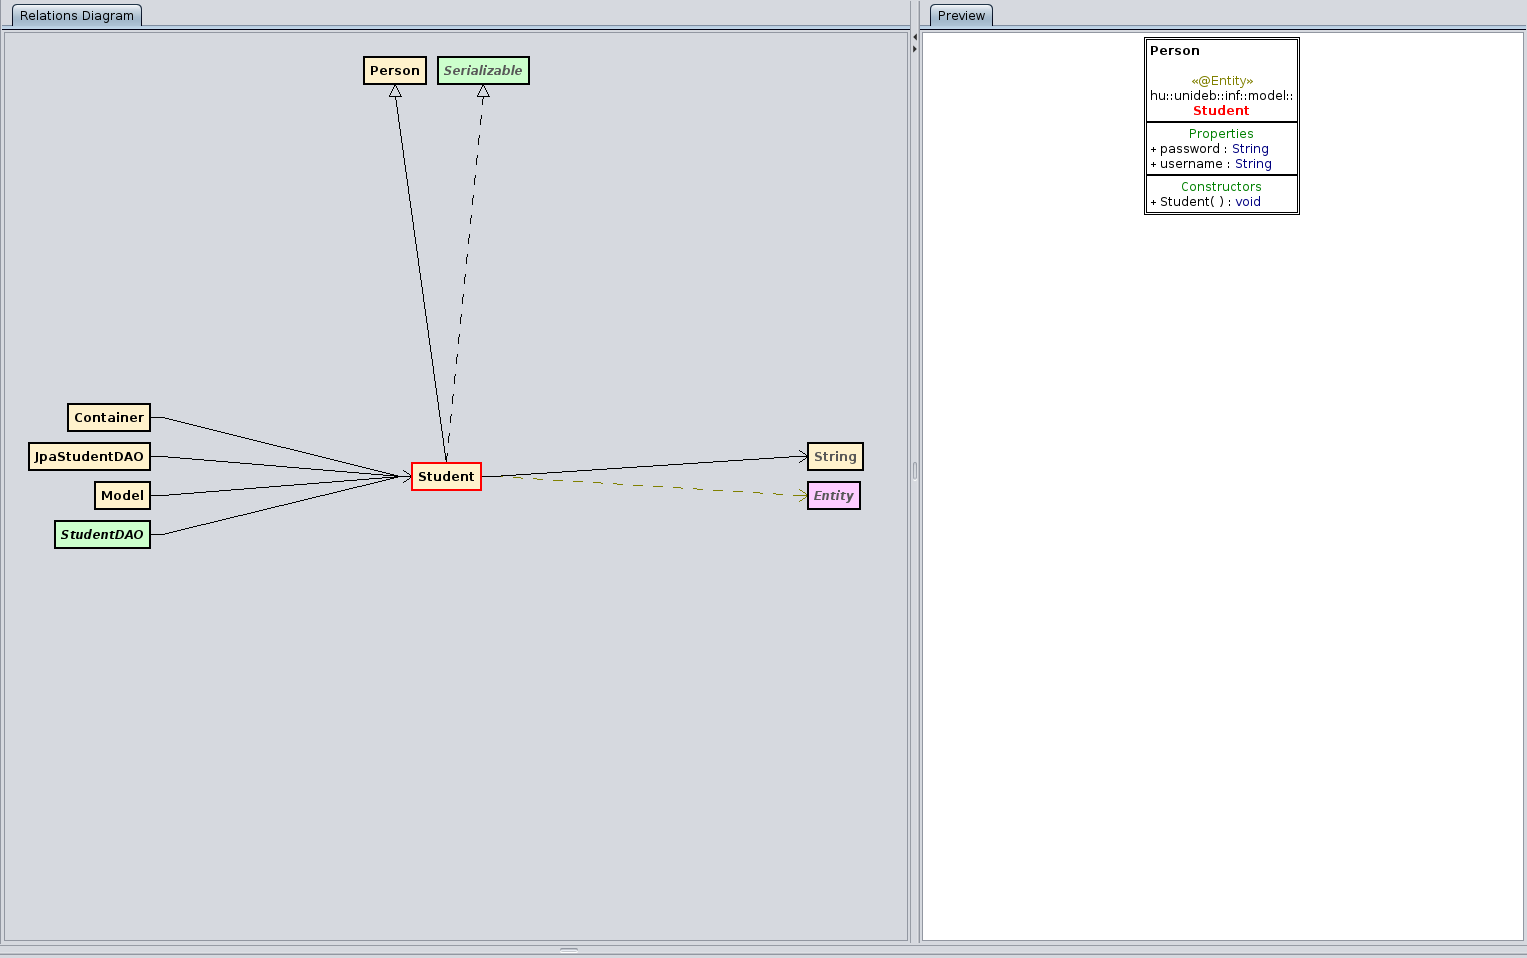 Relations Diagram
Person
Serializable
Container
JpaStudentDAO
Model
StudentDAO
Student
String
Entity
Preview
Person
«@Entity»
hu::unideb::inf::model::
Student
Properties
+ password : String
+ username : String
Constructors
+ Student( ) : void